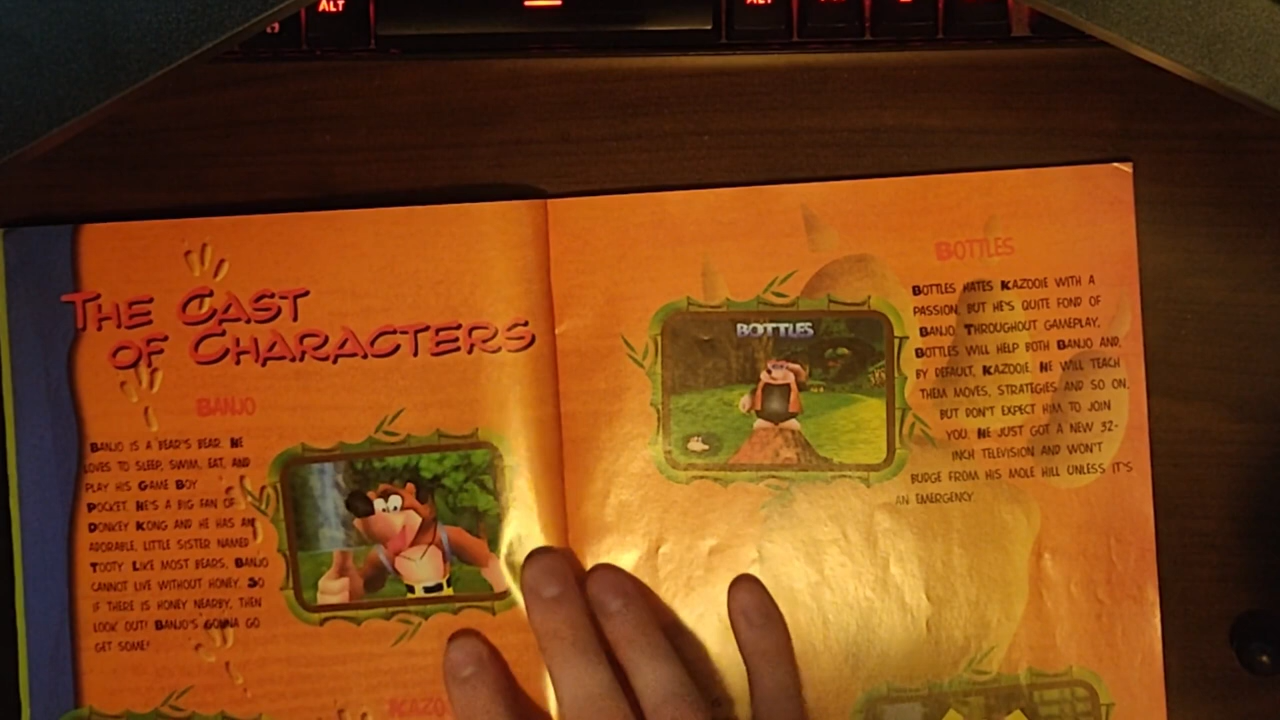 ALT
ALT
THE CAST
OF CHARACTERS
BANJO
BANJO IS A BEAR'S BEAR. HE
LOVES TO SLEEP, SWIM, EAT, AND
PLAY HIS GAME BOY
POCKET. HE'S A BIG FAN OF
DONKEY KONG AND HE HAS AN
ADORABLE, LITTLE SISTER NAMED
TOOTY. LIKE MOST BEARS, BANJO
CANNOT LIVE WITHOUT HONEY. SO
IF THERE IS HONEY NEARBY, THEN
LOOK OUT! BANJO'S GONNA GO
GET SOME!
BOTTLES
BOTTLES
BOTTLES HATES KAZOOIE WITH A
PASSION, BUT HE'S QUITE FOND OF
BANJO. THROUGHOUT GAMEPLAY,
BOTTLES WILL HELP BOTH BANJO AND,
BY DEFAULT, KAZOOIE. HE WILL TEACH
THEM MOVES, STRATEGIES AND SO ON,
BUT DON'T EXPECT HIM TO JOIN
YOU. HE JUST GOT A NEW 32-
INCH TELEVISION AND WON'T
BUDGE FROM HIS MOLE HILL UNLESS IT'S
AN EMERGENCY.
KAZO